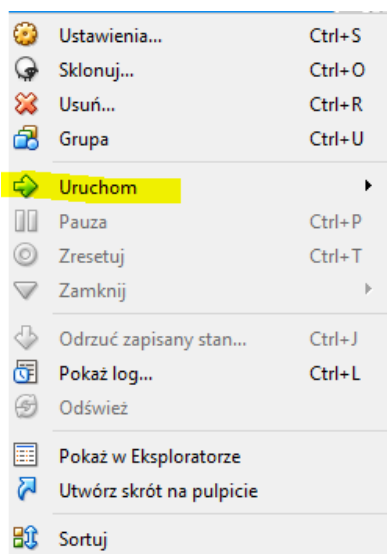 Ustawienia... Ctrl+S
Sklonuj... Ctrl+O
Usuń... Ctrl+R
Grupa Ctrl+U
Uruchom
Pauza Ctrl+P
Zresetuj Ctrl+T
Zamknij
Odrzuć zapisany stan... Ctrl+J
Pokaż log... Ctrl+L
Odśwież
Pokaż w Eksploratorze
Utwórz skrót na pulpicie
Sortuj